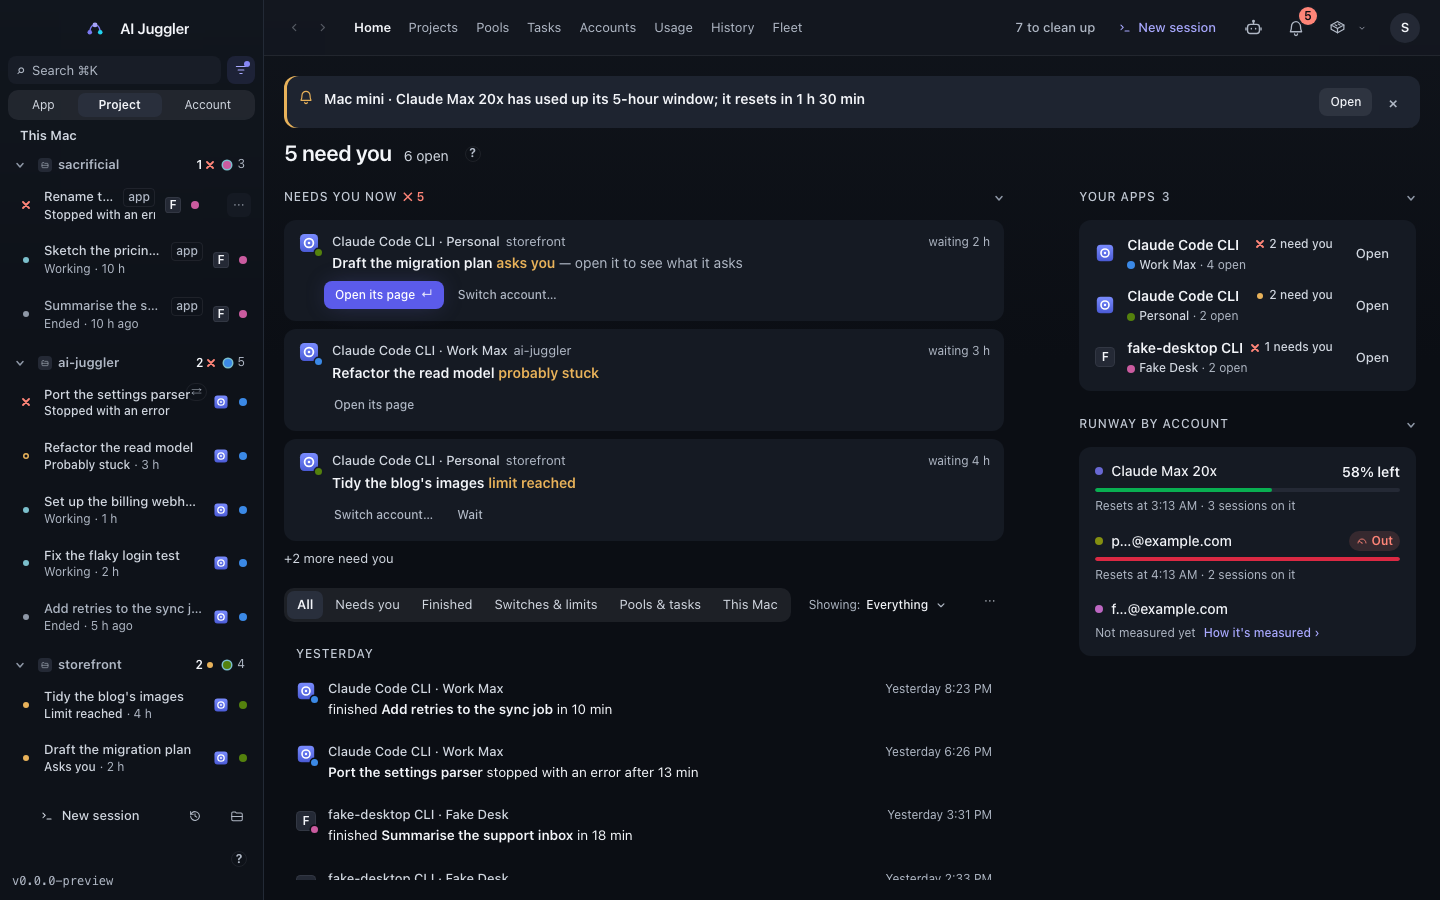 AI Juggler
Search ⌘K
App
Project
Account
This Mac
sacrificial
1
3
Rename t...
app
F
Stopped with an err
Sketch the pricin...
app
F
Working · 10 h
Summarise the s...
app
F
Ended · 10 h ago
ai-juggler
2
5
Port the settings parser
Stopped with an error
Refactor the read model
Probably stuck · 3 h
Set up the billing webh...
Working · 1 h
Fix the flaky login test
Working · 2 h
Add retries to the sync j...
Ended · 5 h ago
storefront
2
4
Tidy the blog's images
Limit reached · 4 h
Draft the migration plan
Asks you · 2 h
New session
?
v0.0.0-preview
Home
Projects
Pools
Tasks
Accounts
Usage
History
Fleet
7 to clean up
New session
5
S
Mac mini · Claude Max 20x has used up its 5-hour window; it resets in 1 h 30 min
Open
5 need you
6 open
?
NEEDS YOU NOW
5
Claude Code CLI · Personal storefront
waiting 2 h
Draft the migration plan asks you — open it to see what it asks
Open its page
Switch account...
Claude Code CLI · Work Max ai-juggler
waiting 3 h
Refactor the read model probably stuck
Open its page
Claude Code CLI · Personal storefront
waiting 4 h
Tidy the blog's images limit reached
Switch account...
Wait
+2 more need you
All
Needs you
Finished
Switches & limits
Pools & tasks
This Mac
Showing: Everything
YESTERDAY
Claude Code CLI · Work Max
Yesterday 8:23 PM
finished Add retries to the sync job in 10 min
Claude Code CLI · Work Max
Yesterday 6:26 PM
Port the settings parser stopped with an error after 13 min
F
fake-desktop CLI · Fake Desk
Yesterday 3:31 PM
finished Summarise the support inbox in 18 min
fake-desktop CLI · Fake Desk
Yesterday 2:33 PM
YOUR APPS 3
Claude Code CLI
2 need you
Work Max · 4 open
Open
Claude Code CLI
2 need you
Personal · 2 open
Open
F
fake-desktop CLI
1 needs you
Fake Desk · 2 open
Open
RUNWAY BY ACCOUNT
Claude Max 20x
58% left
Resets at 3:13 AM · 3 sessions on it
p...@example.com
Out
Resets at 4:13 AM · 2 sessions on it
f...@example.com
Not measured yet How it's measured ›